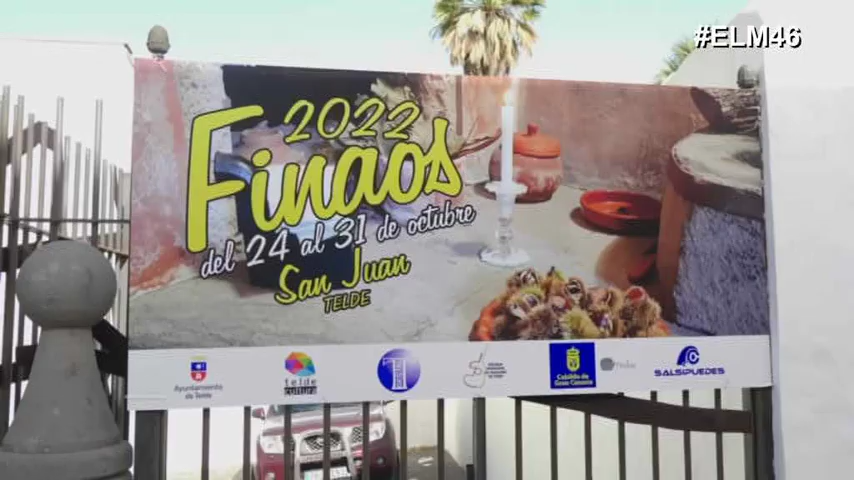 #ELM46
2022
Finaos
del 24 al 31 de octubre
San Juan
TELDE
Ayuntamiento
de Telde
telde
cultura
T
Cabildo de
Gran Canaria
SALSIPUEDES